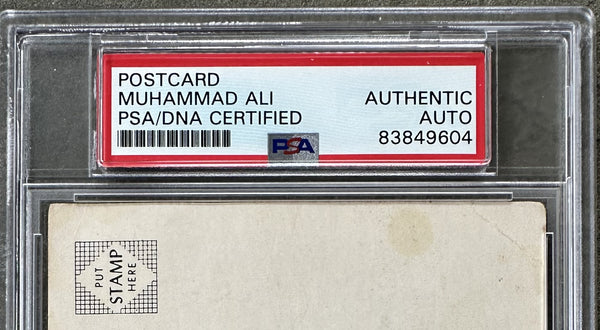 POSTCARD
MUHAMMAD ALI
PSA/DNA CERTIFIED
AUTHENTIC
AUTO
83849604
PSA
PUT
STAMP
HERE